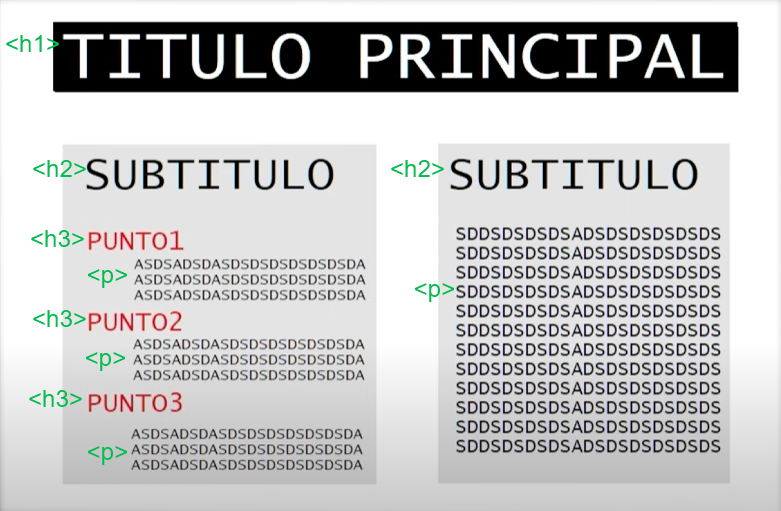 <h1> TITULO PRINCIPAL
<h2> SUBTITULO
<h3> PUNTO1
ASDSADSDASDSDSDSDSDSDSDA
<p> ASDSADSDASDSDSDSDSDSDSDA
ASDSADSDASDSDSDSDSDSDSDA
<h3> PUNTO2
ASDSADSDASDSDSDSDSDSDSDA
<p> ASDSADSDASDSDSDSDSDSDSDA
ASDSADSDASDSDSDSDSDSDSDA
<h3> PUNTO3
ASDSADSDASDSDSDSDSDSDSDA
<p> ASDSADSDASDSDSDSDSDSDSDA
ASDSADSDASDSDSDSDSDSDSDA
<h2> SUBTITULO
SDDSDSDSDSADSDSDSDSDSDS
SDDSDSDSDSADSDSDSDSDSDS
SDDSDSDSDSADSDSDSDSDSDS
<p> SDDSDSDSDSADSDSDSDSDSDS
SDDSDSDSDSADSDSDSDSDSDS
SDDSDSDSDSADSDSDSDSDSDS
SDDSDSDSDSADSDSDSDSDSDS
SDDSDSDSDSADSDSDSDSDSDS
SDDSDSDSDSADSDSDSDSDSDS
SDDSDSDSDSADSDSDSDSDSDS
SDDSDSDSDSADSDSDSDSDSDS
SDDSDSDSDSADSDSDSDSDSDS